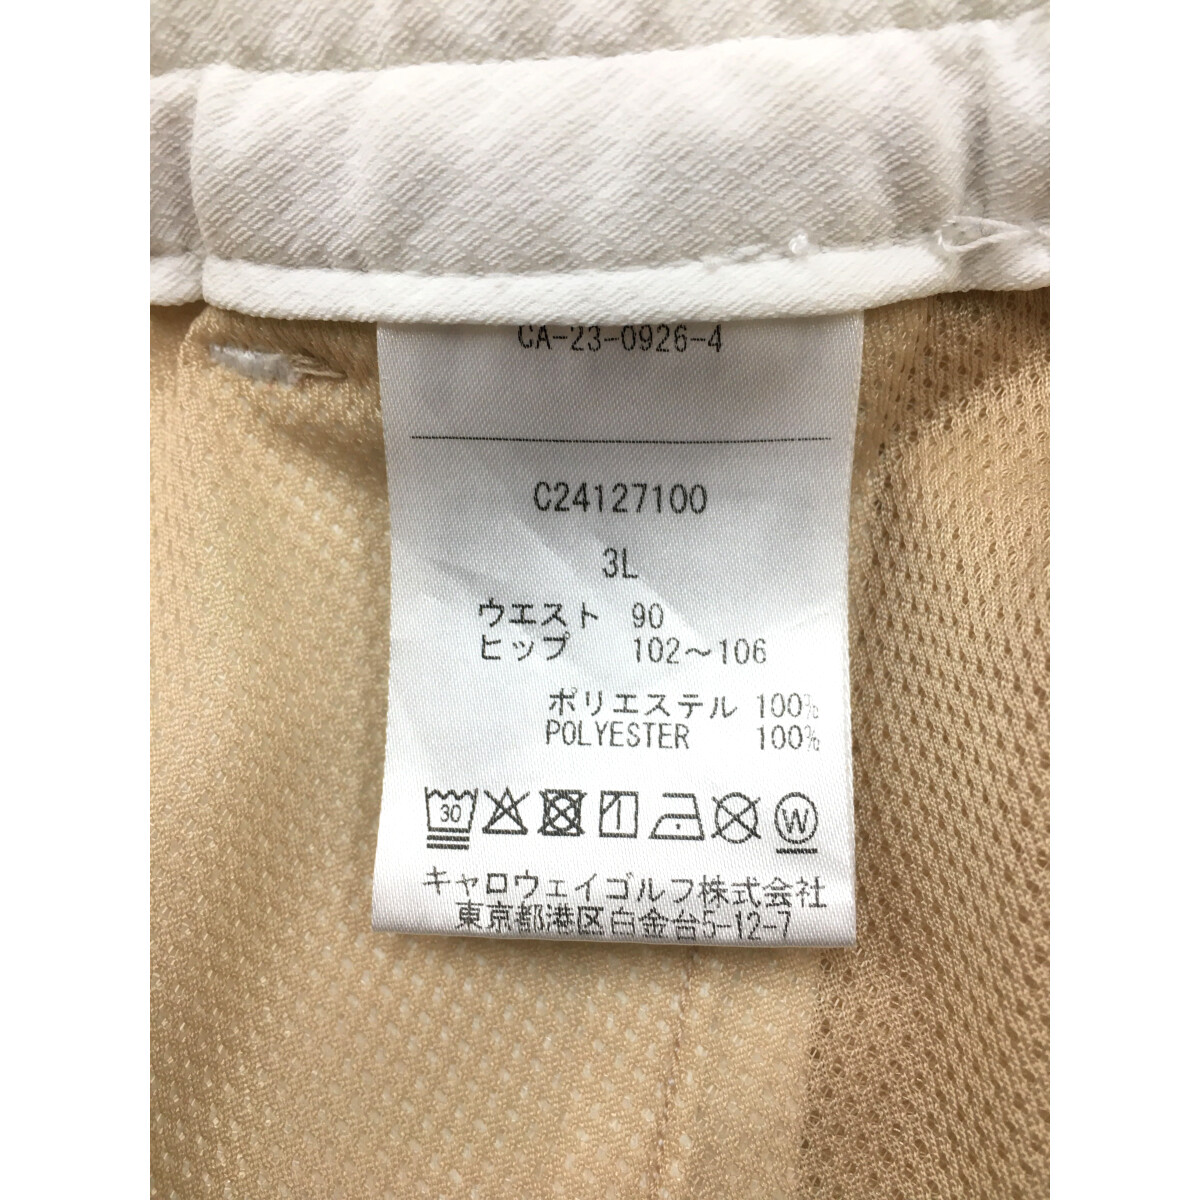 CA-23-0926-4
C24127100
3L
ウエスト 90
ヒップ 102～106
ポリエステル 100%
POLYESTER 100%
30 W
キャロウェイゴルフ株式会社
東京都港区白金台5-12-7